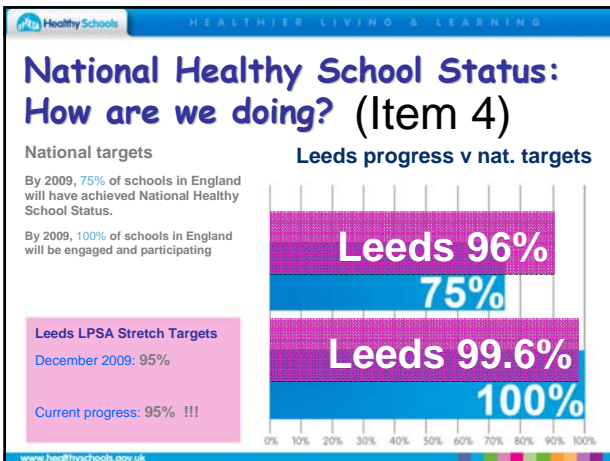 Healthy Schools
HEALTHIER LIVING & LEARNING
National Healthy School Status:
How are we doing? (Item 4)
National targets
By 2009, 75% of schools in England
will have achieved National Healthy
School Status.
By 2009, 100% of schools in England
will be engaged and participating
Leeds LPSA Stretch Targets
December 2009: 95%
Current progress: 95% !!!
Leeds progress v nat. targets
Leeds 96%
75%
Leeds 99.6%
100%
0% 10% 20% 30% 40% 50% 60% 70% 80% 90% 100%
www.healthyschools.gov.uk